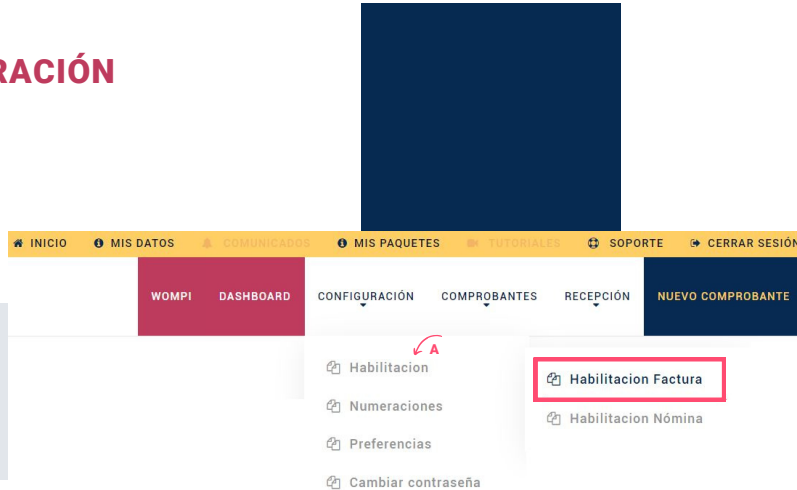 RACIÓN
INICIO MIS DATOS COMUNICADOS MIS PAQUETES TUTORIALES SOPORTE CERRAR SESIÓN
WOMPI DASHBOARD CONFIGURACIÓN COMPROBANTES RECEPCIÓN NUEVO COMPROBANTE
A
Habilitacion
Numeraciones
Preferencias
Cambiar contraseña
Habilitacion Factura
Habilitacion Nómina